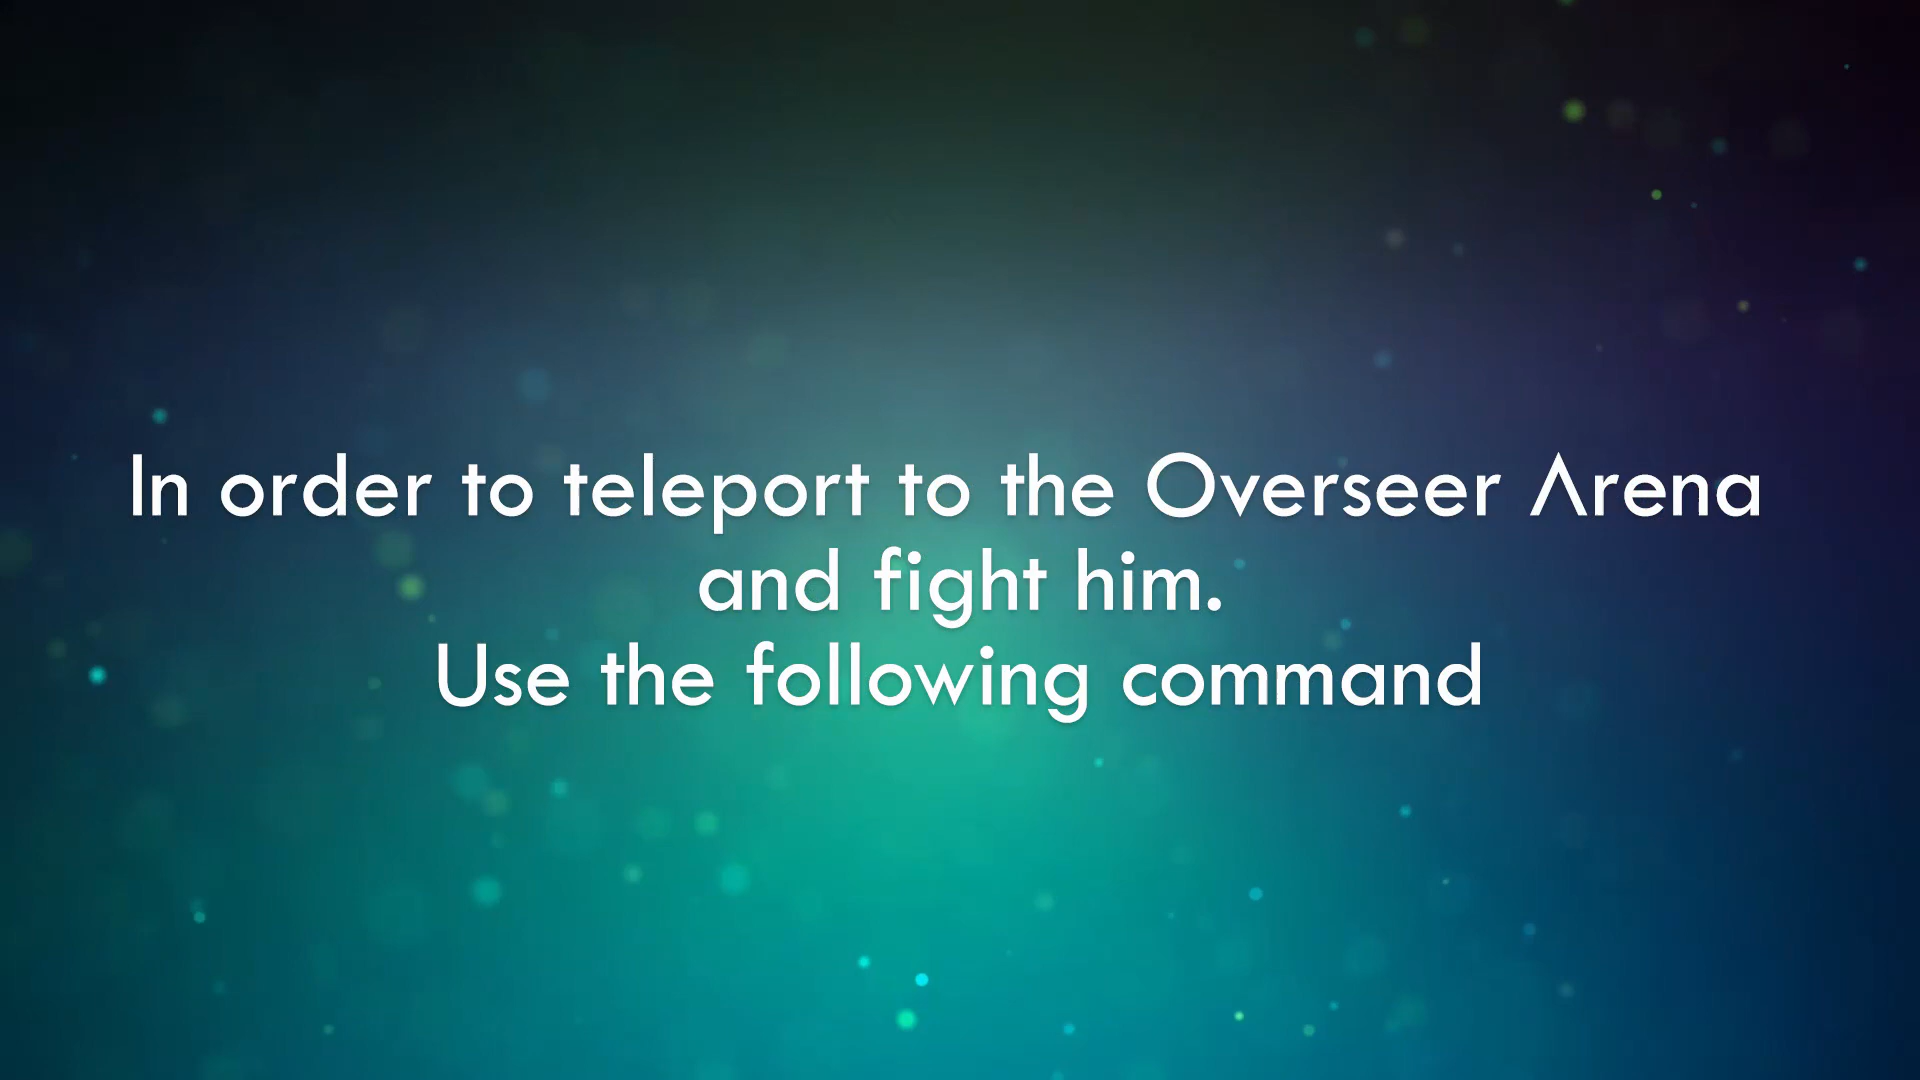 In order to teleport to the Overseer Arena
and fight him.
Use the following command